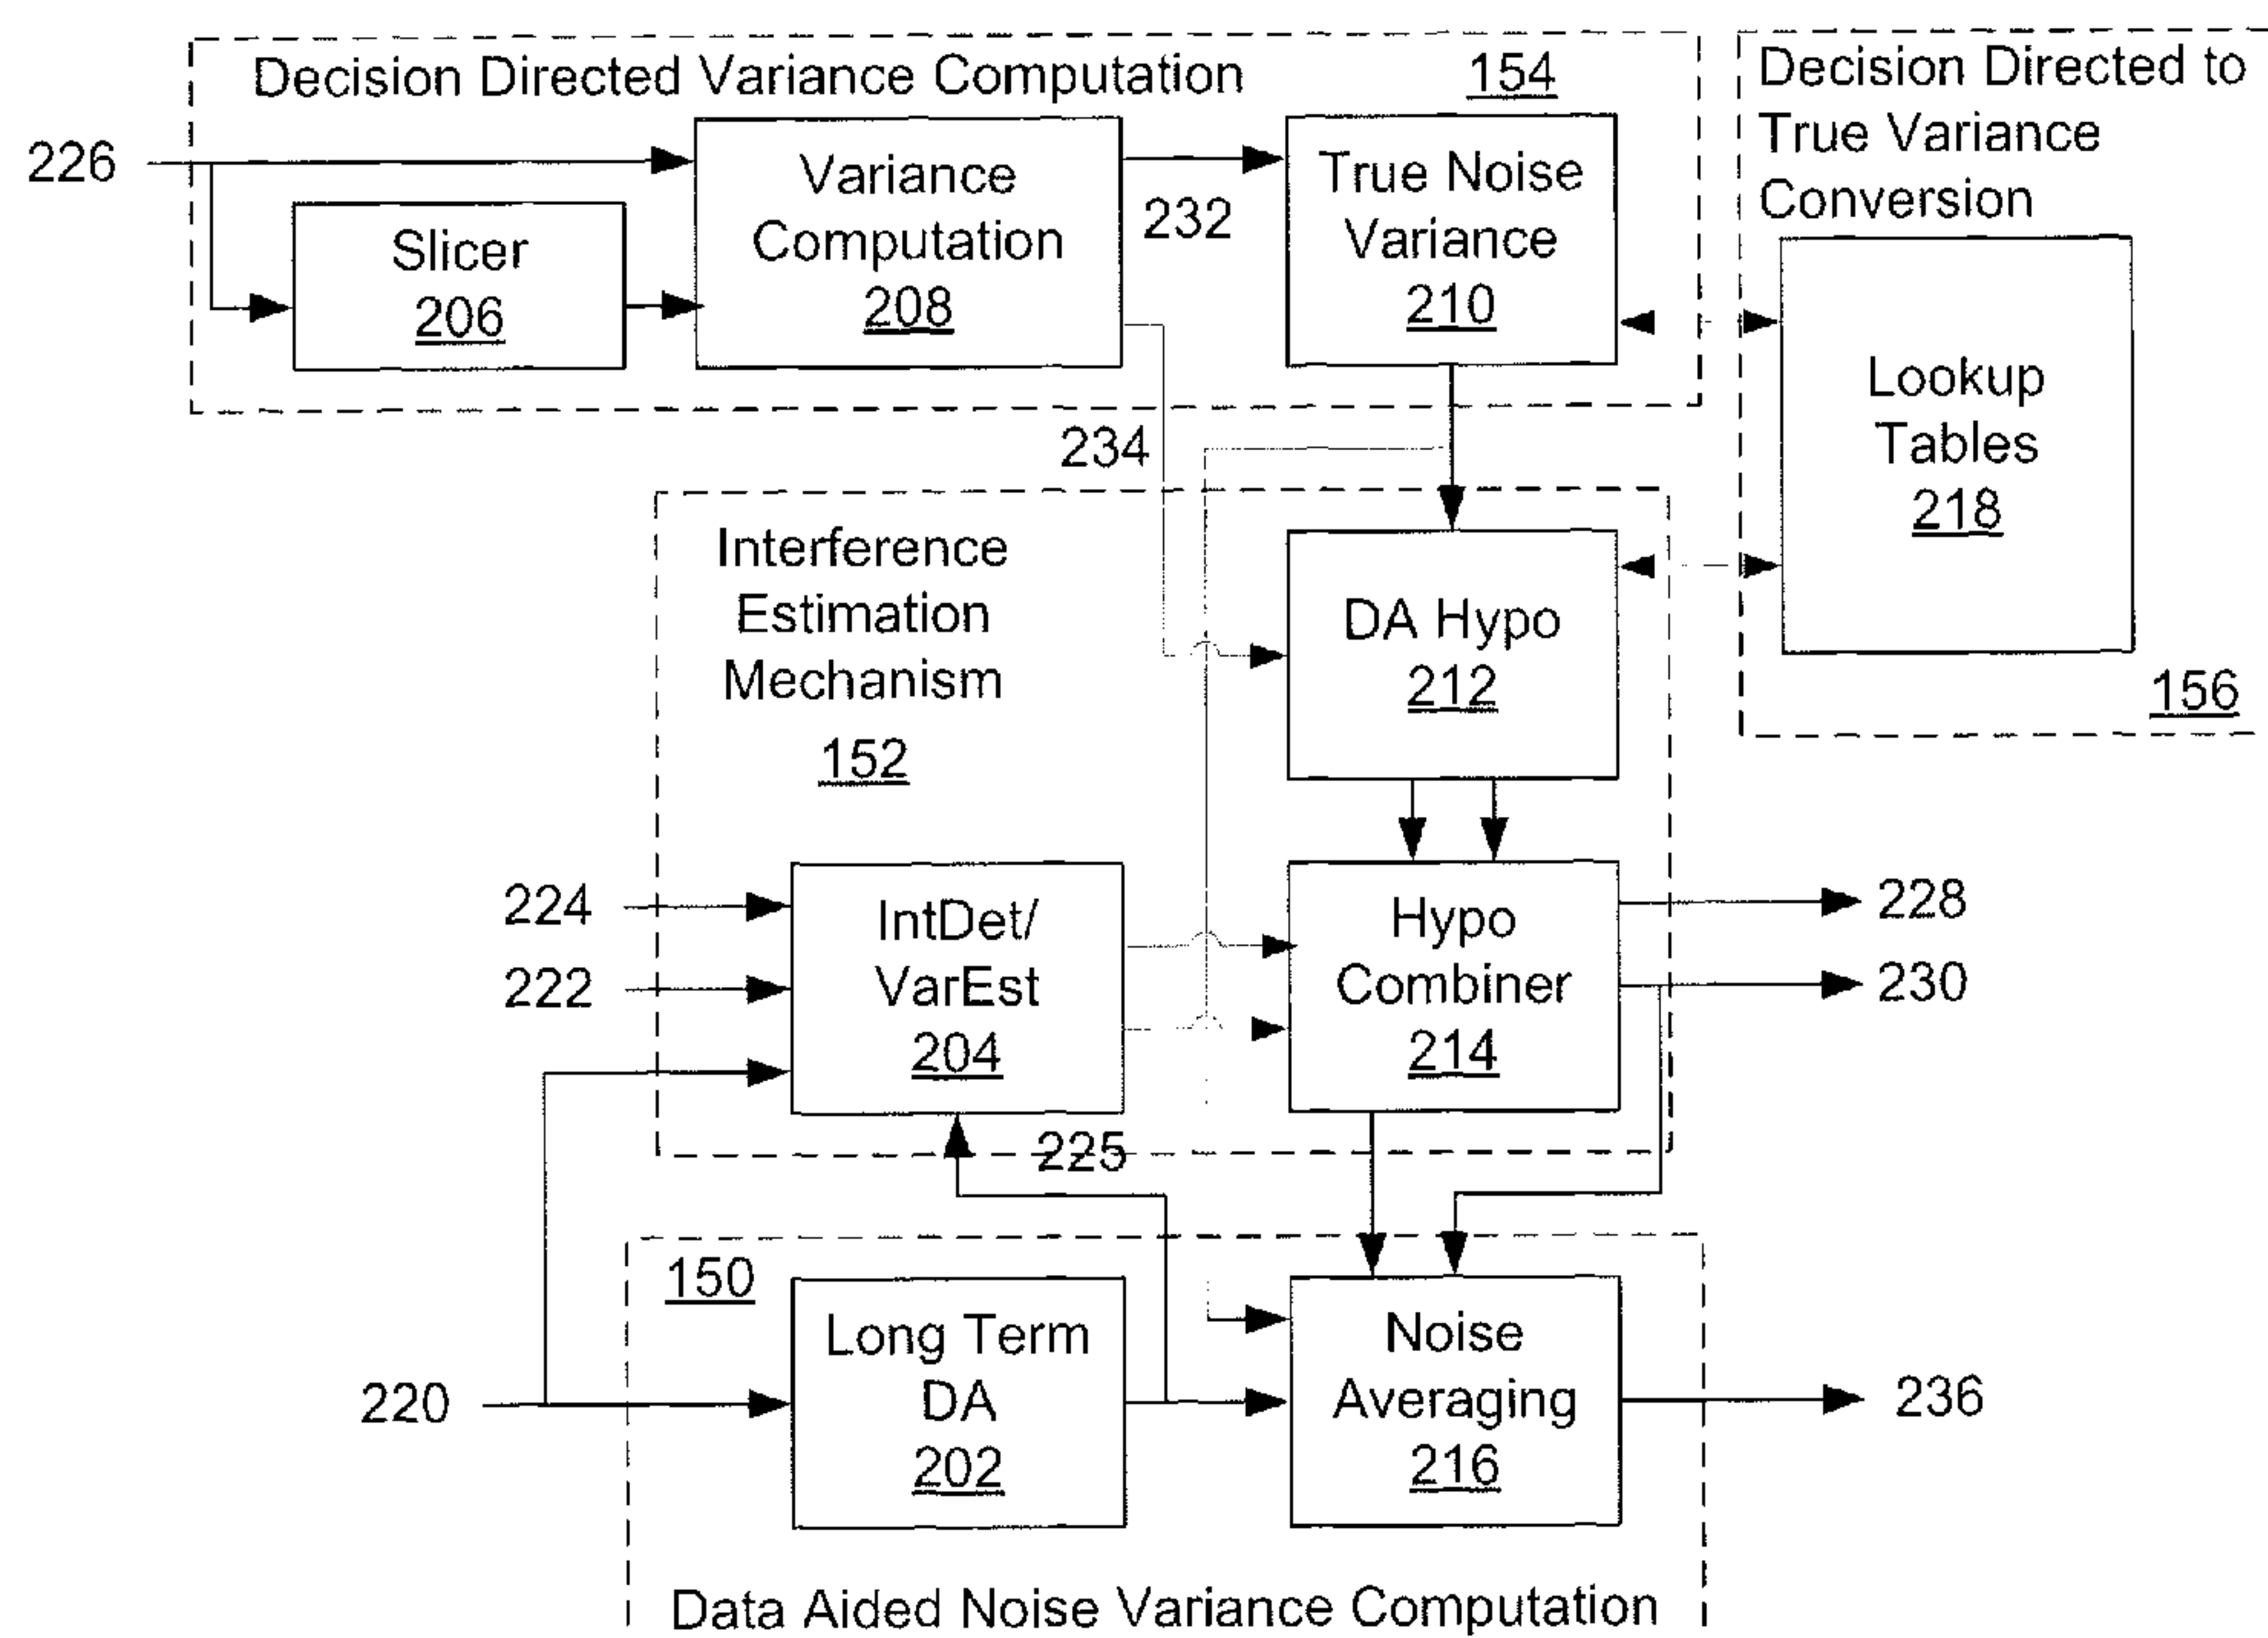 Decision Directed Variance Computation
154
Decision Directed to
True Variance
Conversion
226
Slicer
206
Variance
Computation
208
232
True Noise
Variance
210
Lookup
Tables
218
156
234
Interference
Estimation
Mechanism
152
DA Hypo
212
224
222
IntDet/
VarEst
204
Hypo
Combiner
214
228
230
225
150
220
Long Term
DA
202
Noise
Averaging
216
236
Data Aided Noise Variance Computation